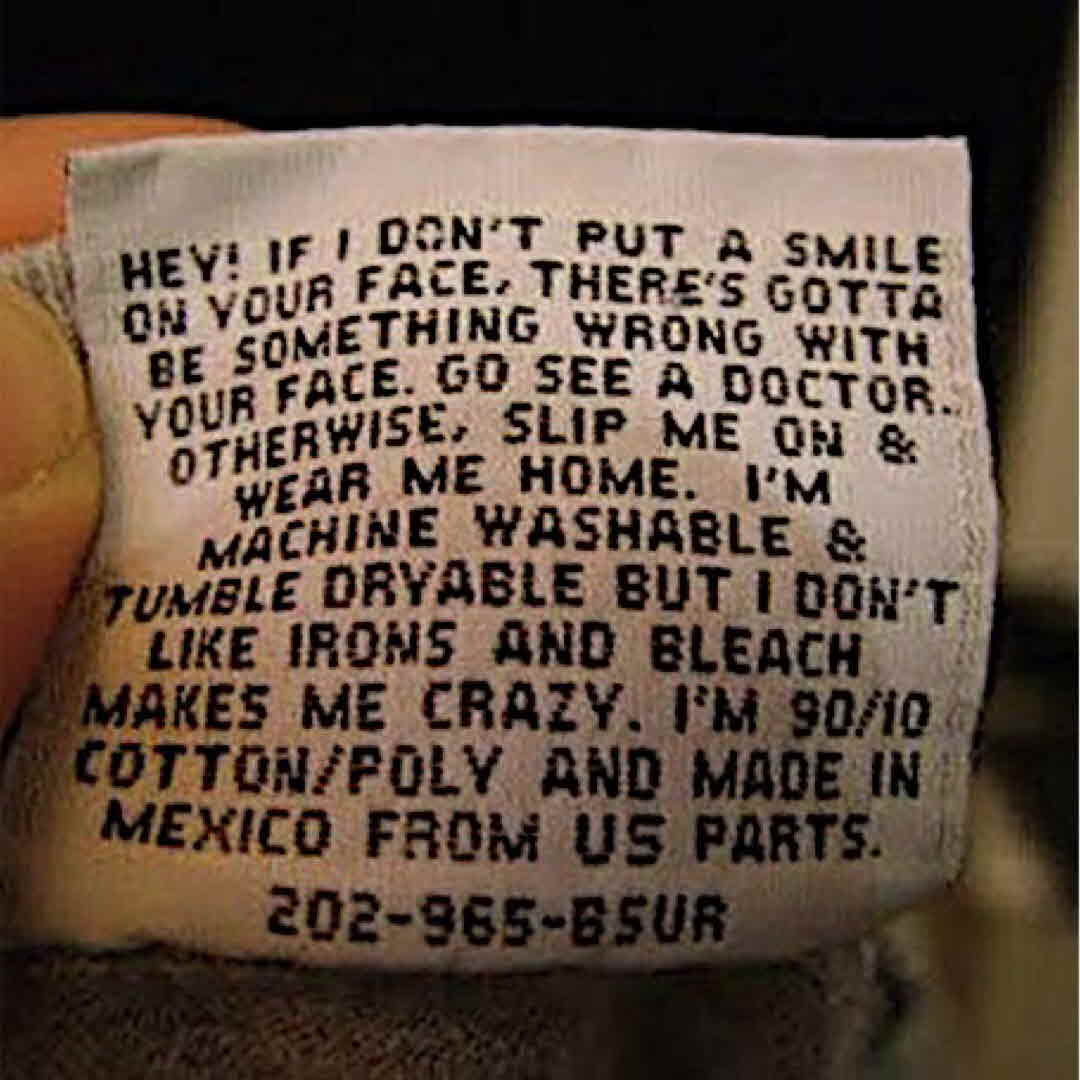 HEY! IF I DON'T PUT A SMILE
ON YOUR FACE, THERE'S GOTTA
BE SOMETHING WRONG WITH
YOUR FACE. GO SEE A DOCTOR.
OTHERWISE, SLIP ME ON &
WEAR ME HOME. I'M
MACHINE WASHABLE &
TUMBLE DRYABLE BUT I DON'T
LIKE IRONS AND BLEACH
MAKES ME CRAZY. I'M 90/10
COTTON/POLY AND MADE IN
MEXICO FROM US PARTS.
202-965-BSUR